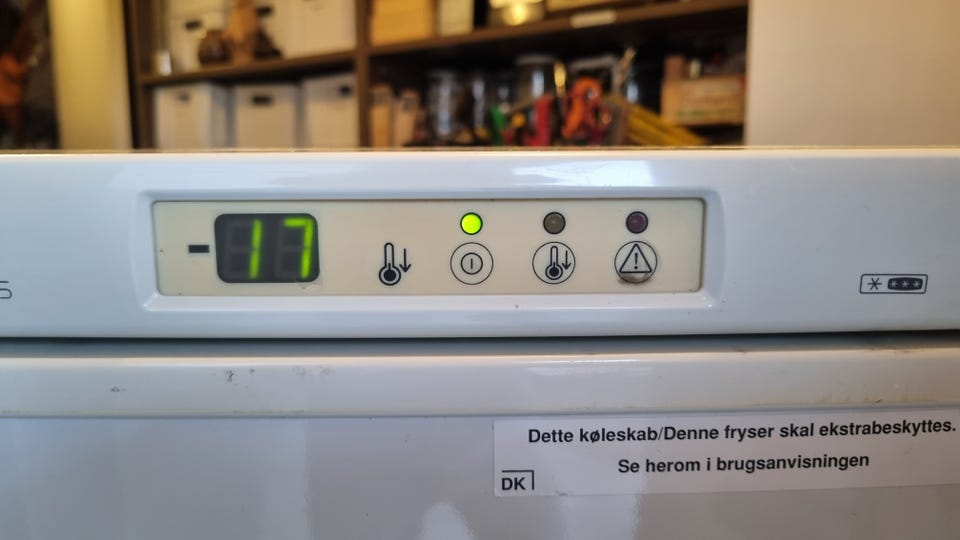 -17
Dette køleskab/Denne fryser skal ekstrabeskyttes.
Se herom i brugsanvisningen
DK